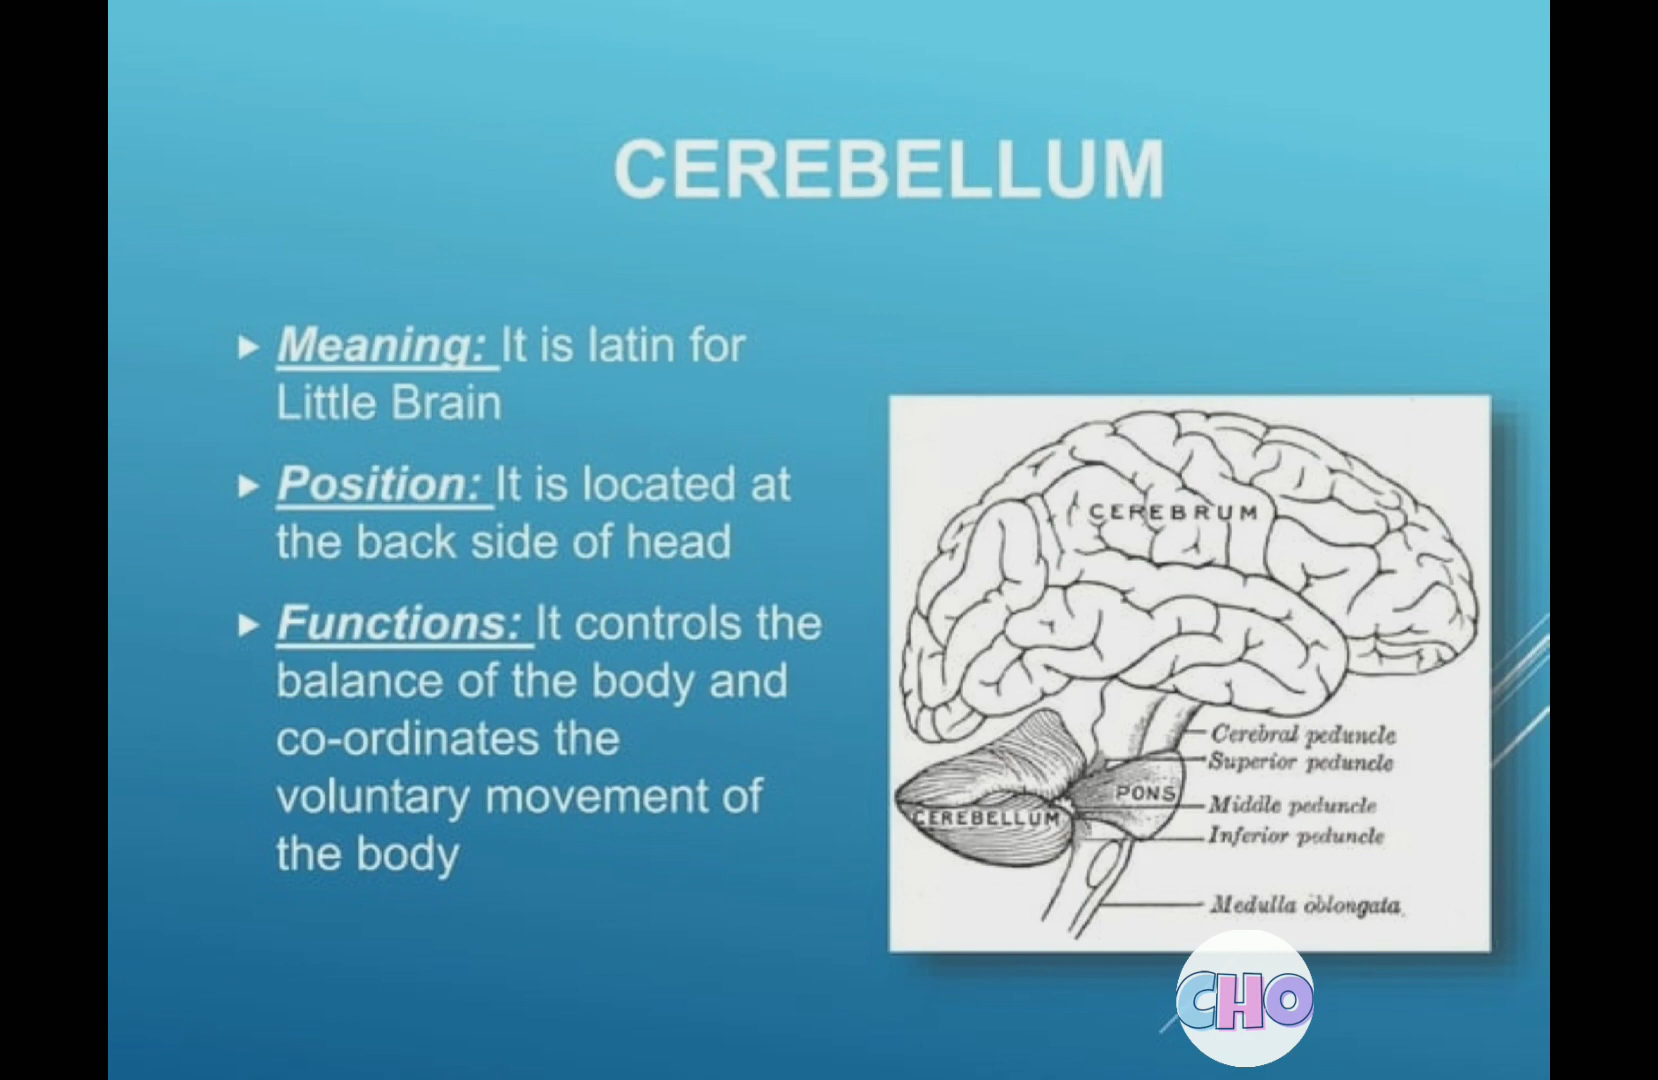 CEREBELLUM
Meaning: It is latin for
Little Brain
Position: It is located at
the back side of head
Functions: It controls the
balance of the body and
co-ordinates the
voluntary movement of
the body
CEREBRUM
Cerebral peduncle
Superior peduncle
PONS
Middle peduncle
CEREBELLUM
Inferior peduncle
Medulla oblongata
CHO